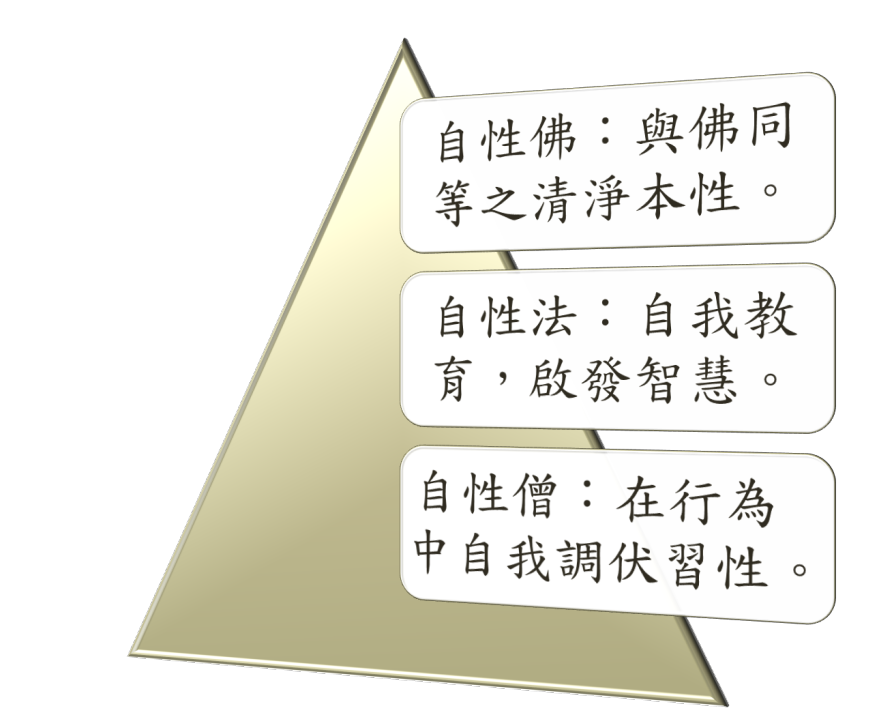 自性佛：與佛同
等之清淨本性。
自性法：自我教
育，啟發智慧。
自性僧：在行為
中自我調伏習性。